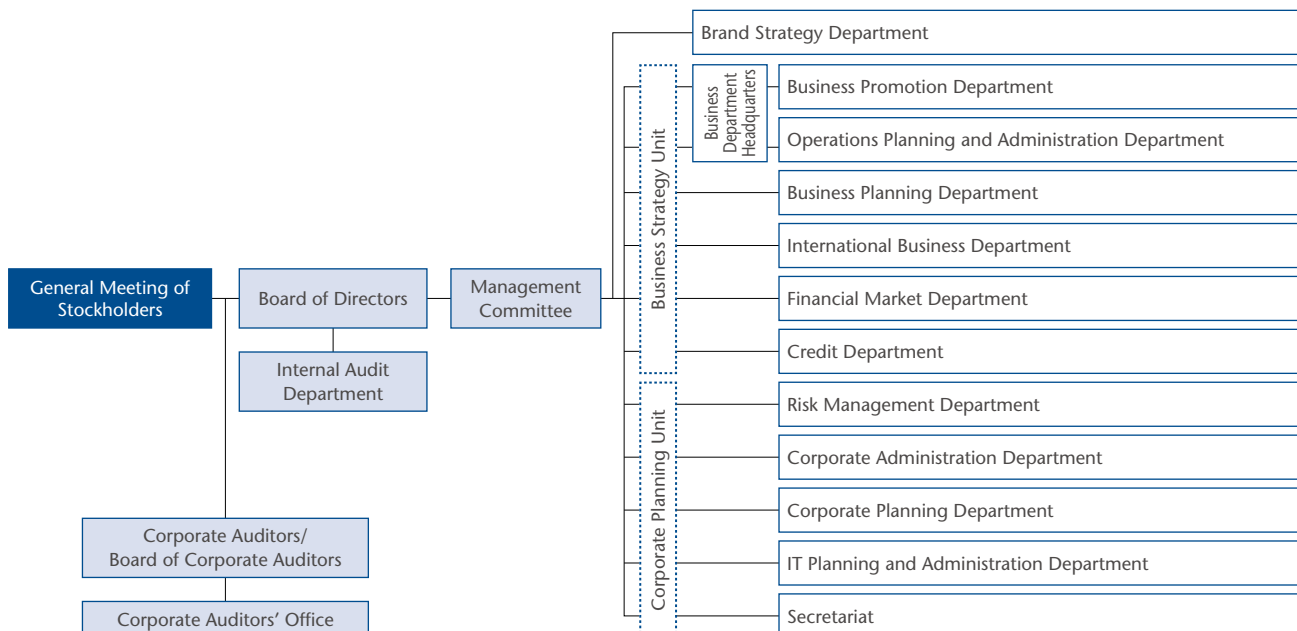 Brand Strategy Department
Business Strategy Unit
Business
Department
Headquarters
Business Promotion Department
Operations Planning and Administration Department
Business Planning Department
International Business Department
General Meeting of
Stockholders
Board of Directors
Management
Committee
Financial Market Department
Internal Audit
Department
Credit Department
Corporate Planning Unit
Risk Management Department
Corporate Administration Department
Corporate Planning Department
Corporate Auditors/
Board of Corporate Auditors
IT Planning and Administration Department
Corporate Auditors’ Office
Secretariat